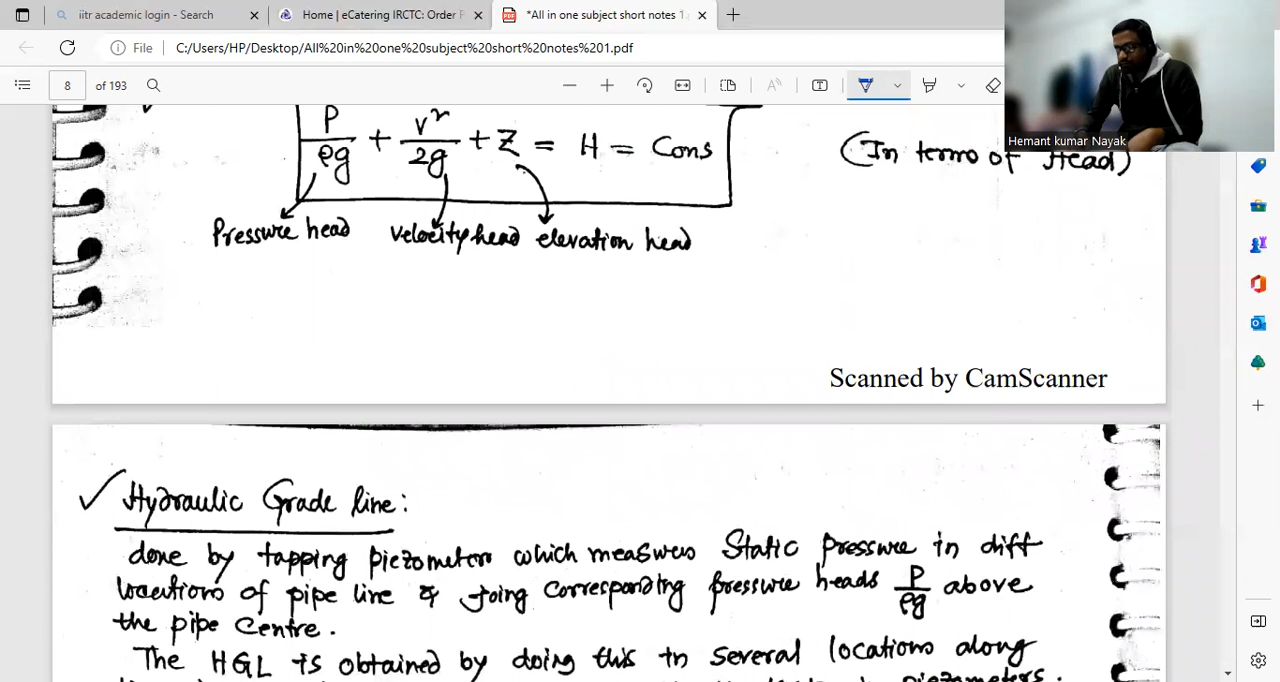 iitr academic login - Search
Home | eCatering IRCTC: Order F
*All in one subject short notes 1.p
File
C:/Users/HP/Desktop/All%20in%20one%20subject%20short%20notes%201.pdf
8 of 193
Hemant kumar Nayak
P/ρg + v²/2g + Z = H = Cons
(In terms of Head)
Pressure head velocity head elevation head
Scanned by CamScanner
✓ Hydraulic Grade line:
done by tapping piezometers which measures Static pressure in diff
locations of pipe line & joing corresponding pressure heads P/ρg above
the pipe centre.
The HGL is obtained by doing this in several locations along
piezometers.